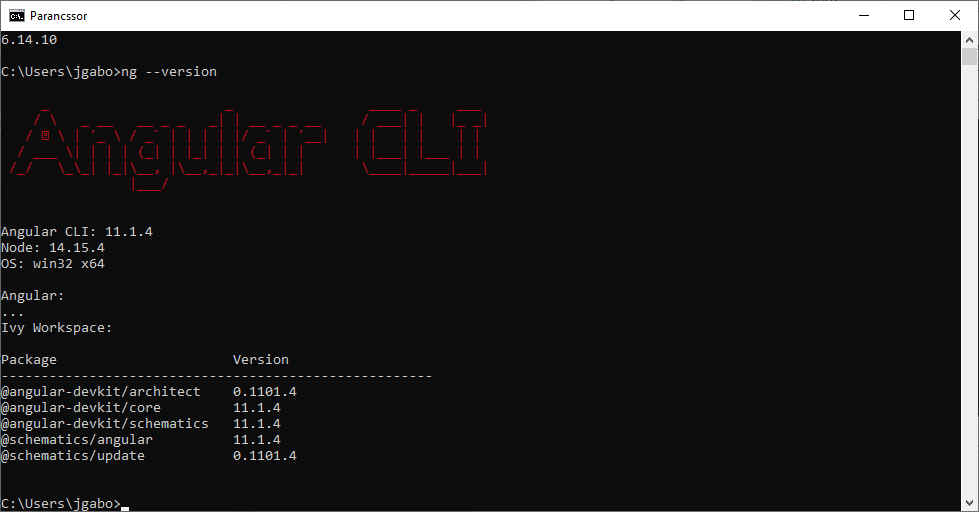 Parancssor
6.14.10
C:\Users\jgabo>ng --version
Angular CLI
Angular CLI: 11.1.4
Node: 14.15.4
OS: win32 x64
Angular:
...
Ivy Workspace:
Package                      Version
------------------------------------------------------
@angular-devkit/architect    0.1101.4
@angular-devkit/core         11.1.4
@angular-devkit/schematics   11.1.4
@schematics/angular          11.1.4
@schematics/update           0.1101.4
C:\Users\jgabo>